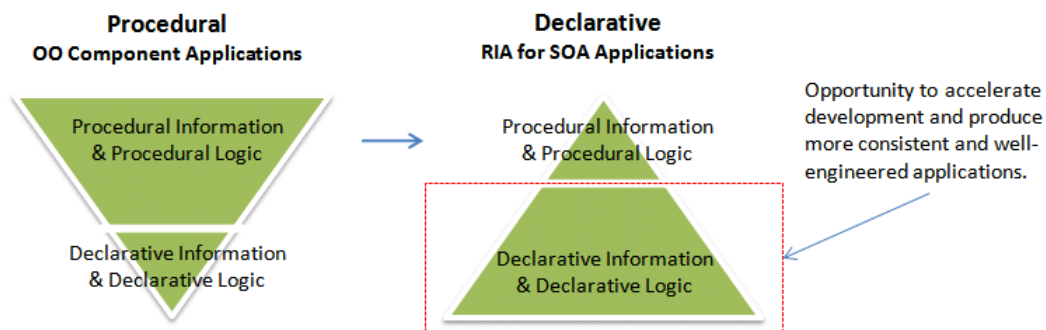 Procedural
OO Component Applications
Procedural Information
& Procedural Logic
Declarative Information
& Declarative Logic
Declarative
RIA for SOA Applications
Procedural Information
& Procedural Logic
Declarative Information
& Declarative Logic
Opportunity to accelerate
development and produce
more consistent and well-
engineered applications.